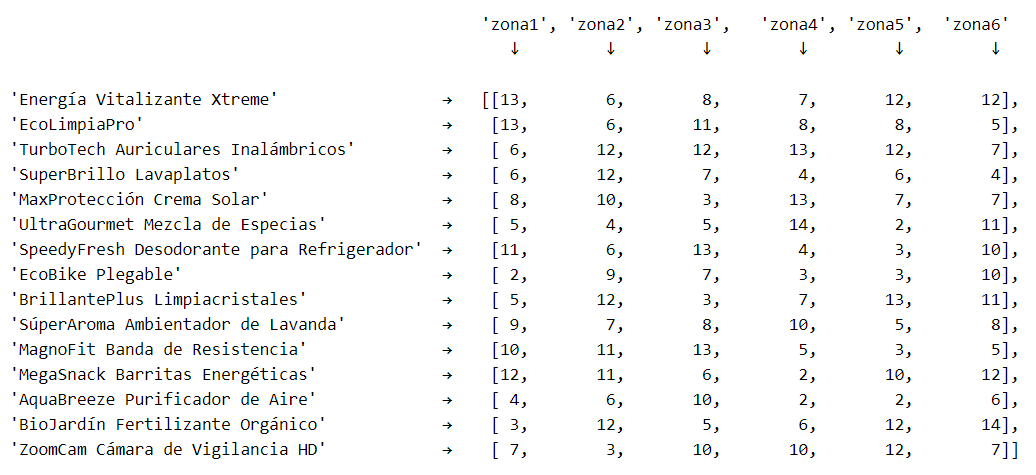 'zona1', 'zona2', 'zona3', 'zona4', 'zona5', 'zona6'
↓ ↓ ↓ ↓ ↓ ↓
'Energía Vitalizante Xtreme' → [[13, 6, 8, 7, 12, 12],
'EcoLimpiaPro' → [13, 6, 11, 8, 8, 5],
'TurboTech Auriculares Inalámbricos' → [ 6, 12, 12, 13, 12, 7],
'SuperBrillo Lavaplatos' → [ 6, 12, 7, 4, 6, 4],
'MaxProtección Crema Solar' → [ 8, 10, 3, 13, 7, 7],
'UltraGourmet Mezcla de Especias' → [ 5, 4, 5, 14, 2, 11],
'SpeedyFresh Desodorante para Refrigerador' → [11, 6, 13, 4, 3, 10],
'EcoBike Plegable' → [ 2, 9, 7, 3, 3, 10],
'BrillantePlus Limpiacristales' → [ 5, 12, 3, 7, 13, 11],
'SúperAroma Ambientador de Lavanda' → [ 9, 7, 8, 10, 5, 8],
'MagnoFit Banda de Resistencia' → [10, 11, 13, 5, 3, 5],
'MegaSnack Barritas Energéticas' → [12, 11, 6, 2, 10, 12],
'AquaBreeze Purificador de Aire' → [ 4, 6, 10, 2, 2, 6],
'BioJardín Fertilizante Orgánico' → [ 3, 12, 5, 6, 12, 14],
'ZoomCam Cámara de Vigilancia HD' → [ 7, 3, 10, 10, 12, 7]]